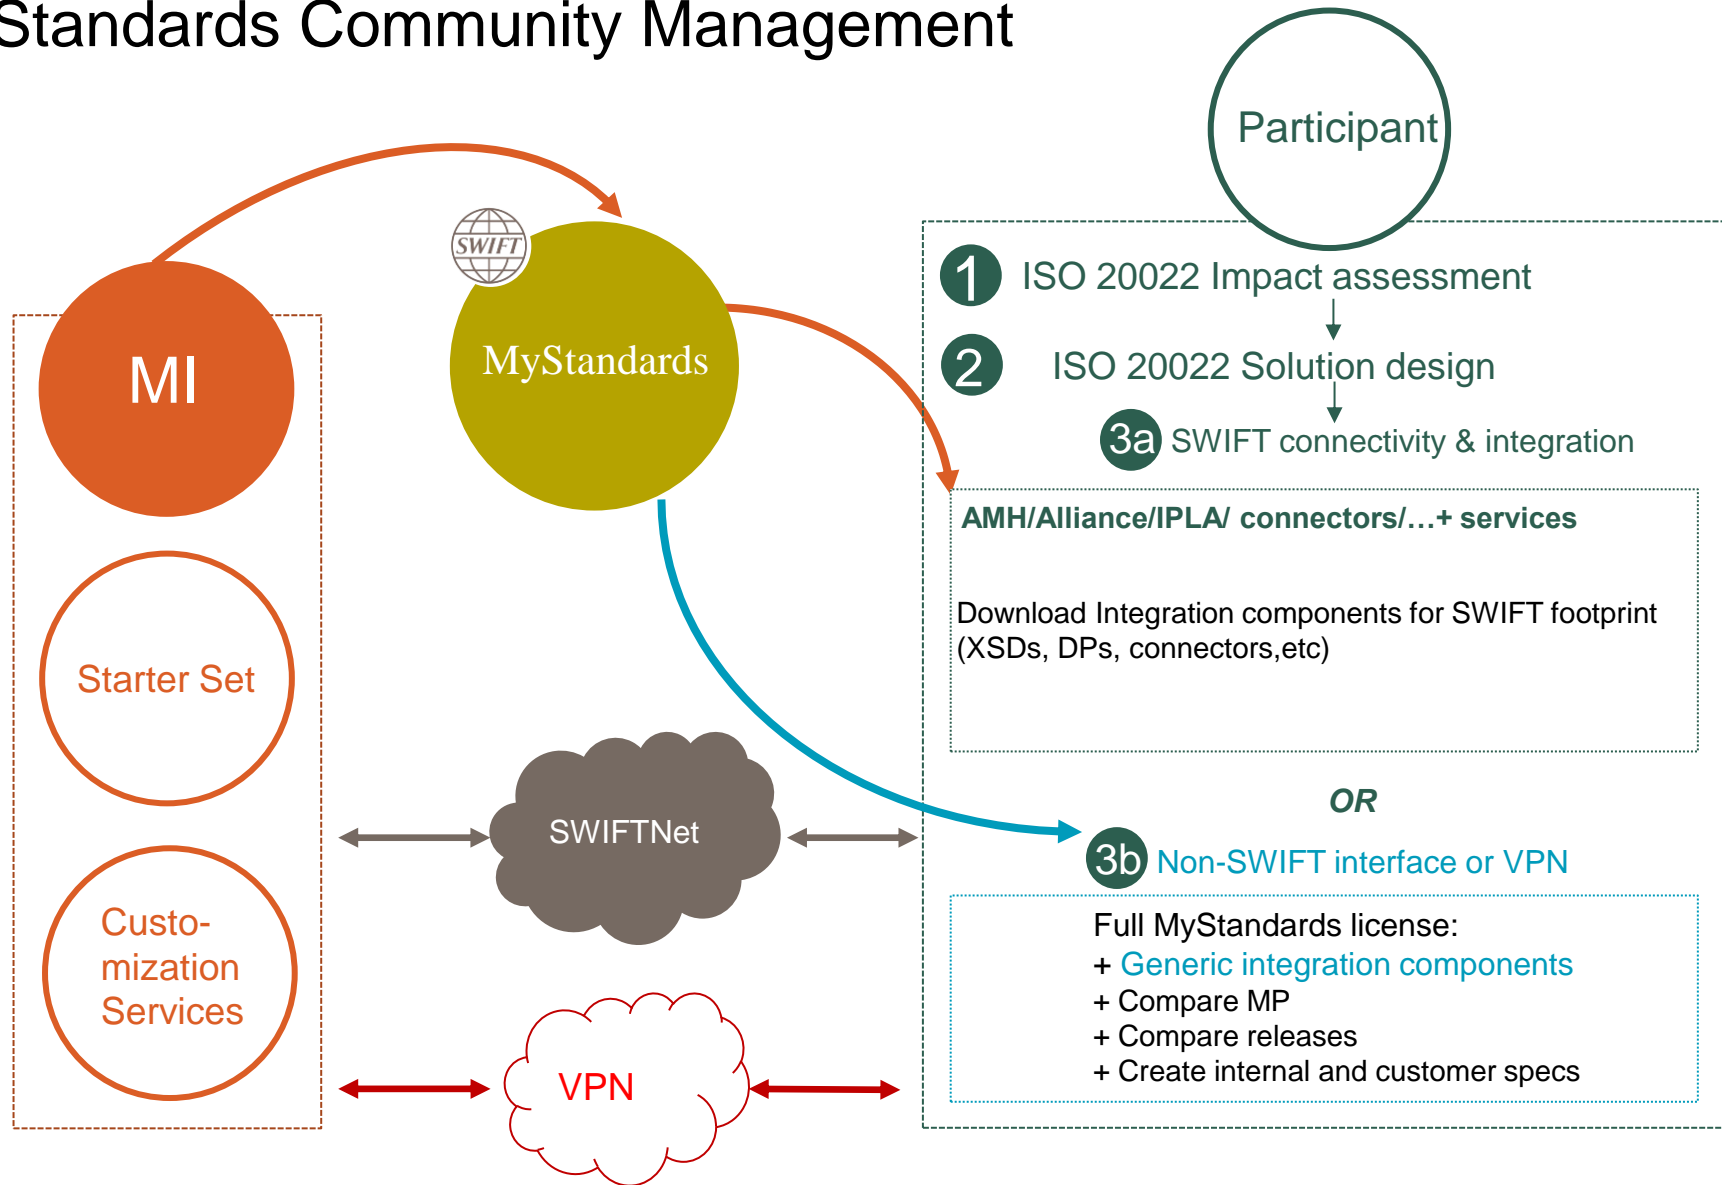 Standards Community Management
Participant
SWIFT
MI
MyStandards
1 ISO 20022 Impact assessment
2 ISO 20022 Solution design
3a SWIFT connectivity & integration
AMH/Alliance/IPLA/ connectors/…+ services
Download Integration components for SWIFT footprint
(XSDs, DPs, connectors,etc)
Starter Set
SWIFTNet
OR
3b Non-SWIFT interface or VPN
Custo-
mization
Services
Full MyStandards license:
+ Generic integration components
+ Compare MP
+ Compare releases
+ Create internal and customer specs
VPN